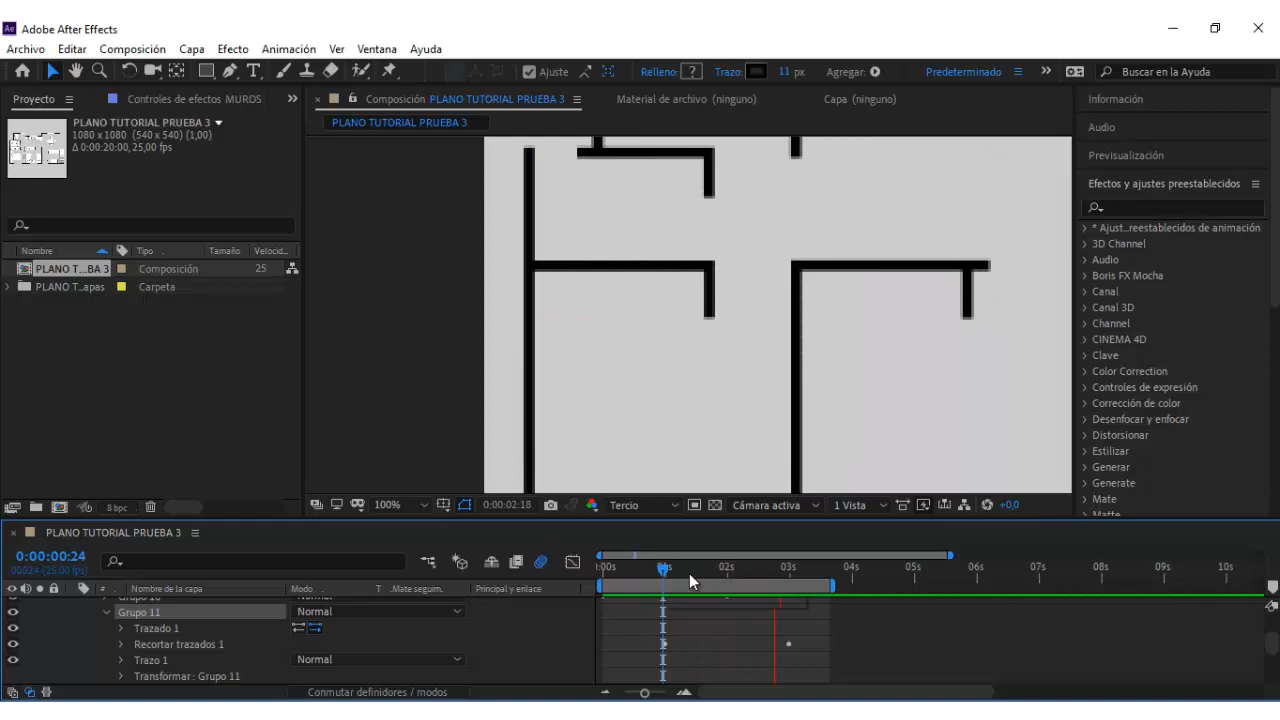 Ae Adobe After Effects
Archivo Editar Composición Capa Efecto Animación Ver Ventana Ayuda
T Ajuste Relleno: ? Trazo: 11 px Agregar: Predeterminado Buscar en la Ayuda
Proyecto Controles de efectos MUROS
Composición PLANO TUTORIAL PRUEBA 3 Material de archivo (ninguno) Capa (ninguno)
PLANO TUTORIAL PRUEBA 3
PLANO TUTORIAL PRUEBA 3
1080 x 1080 (540 x 540) (1,00)
Δ 0:00:20:00, 25,00 fps
Nombre Tipo Tamaño Velocid...
PLANO T...BA 3 Composición 25
PLANO T...apas Carpeta
8 bpc
100% 0:00:02:18 Tercio Cámara activa 1 Vista +0,0
Información
Audio
Previsualización
Efectos y ajustes preestablecidos
* Ajust...reestablecidos de animación
3D Channel
Audio
Boris FX Mocha
Canal
Canal 3D
Channel
CINEMA 4D
Clave
Color Correction
Controles de expresión
Corrección de color
Desenfocar y enfocar
Distorsionar
Estilizar
Generar
Generate
Mate
Matte
PLANO TUTORIAL PRUEBA 3
0:00:00:24
00024 (25.00 fps)
# Nombre de la capa Modo T .Mate seguim. Principal y enlace
:00s 01s 02s 03s 04s 05s 06s 07s 08s 09s 10s
Grupo 11 Normal
Trazado 1
Recortar trazados 1
Trazo 1 Normal
Transformar: Grupo 11
Conmutar definidores / modos